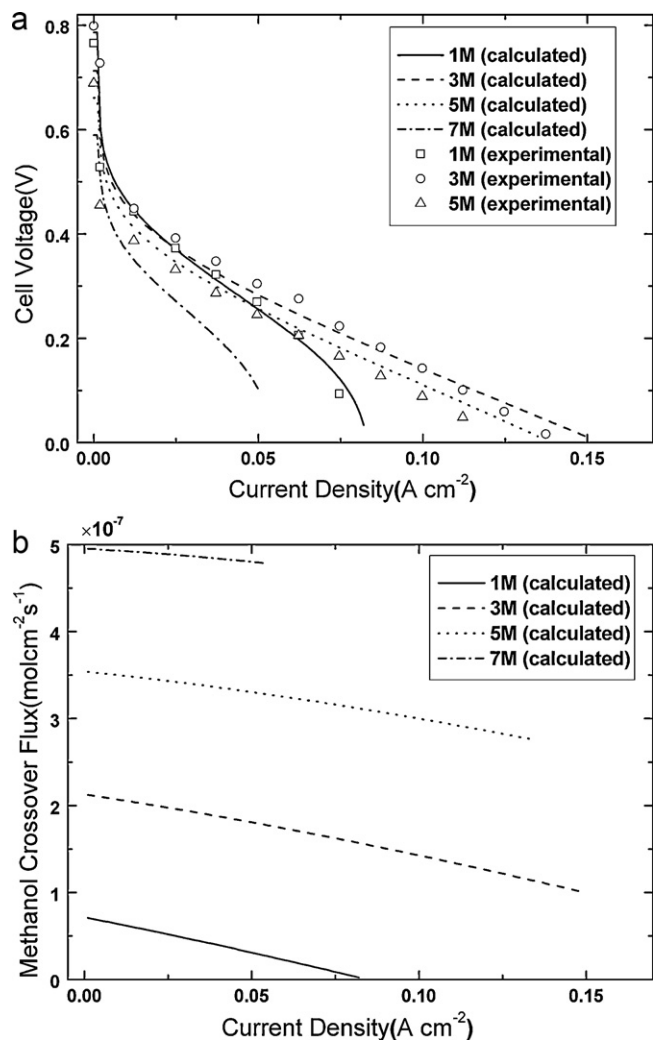 a
0.8
0.6
0.4
0.2
0.0
Cell Voltage(V)
1M (calculated)
3M (calculated)
5M (calculated)
7M (calculated)
1M (experimental)
3M (experimental)
5M (experimental)
0.00 0.05 0.10 0.15
Current Density(A cm⁻²)
b
×10⁻⁷
5
4
3
2
1
0
Methanol Crossover Flux(molcm⁻²s⁻¹)
1M (calculated)
3M (calculated)
5M (calculated)
7M (calculated)
0.00 0.05 0.10 0.15
Current Density(A cm⁻²)